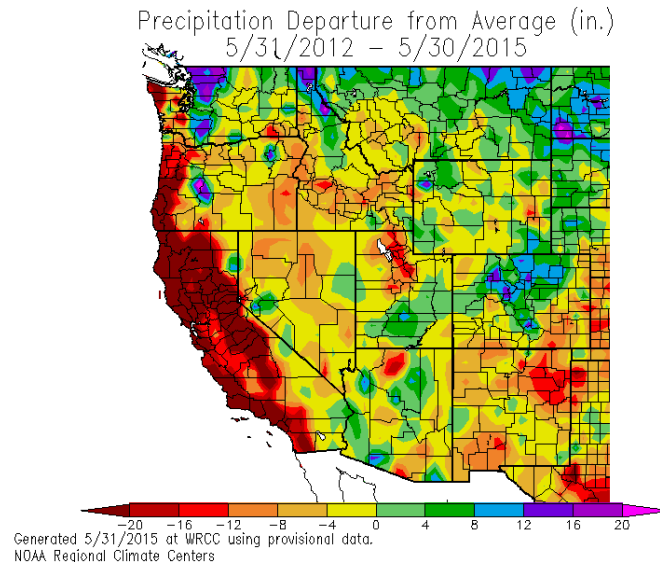 Precipitation Departure from Average (in.)
5/31/2012 – 5/30/2015
-20 -16 -12 -8 -4 0 4 8 12 16 20
Generated 5/31/2015 at WRCC using provisional data.
NOAA Regional Climate Centers